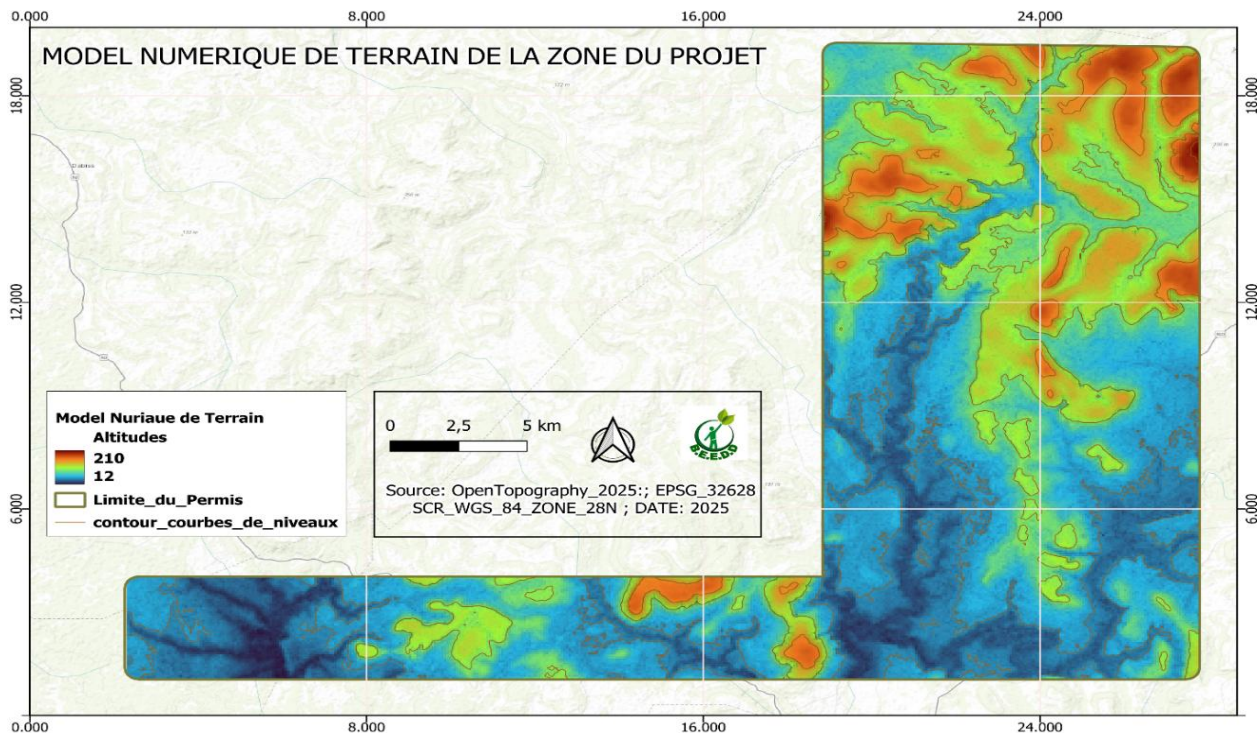 0.000 8.000 16.000 24.000
MODEL NUMERIQUE DE TERRAIN DE LA ZONE DU PROJET
18.000 18.000
12.000 12.000
Model Nuriaue de Terrain
Altitudes
210
12
Limite_du_Permis
contour_courbes_de_niveaux
0 2,5 5 km
B.E.E.D.D
Source: OpenTopography_2025:; EPSG_32628
SCR_WGS_84_ZONE_28N ; DATE: 2025
6.000 6.000
0.000 8.000 16.000 24.000